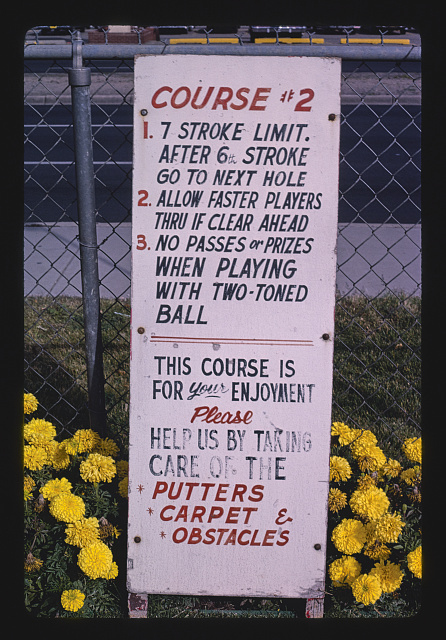 COURSE #2
1. 7 STROKE LIMIT.
AFTER 6th STROKE
GO TO NEXT HOLE
2. ALLOW FASTER PLAYERS
THRU IF CLEAR AHEAD
3. NO PASSES or PRIZES
WHEN PLAYING
WITH TWO-TONED
BALL
THIS COURSE IS
FOR your ENJOYMENT
Please
HELP US BY TAKING
CARE OF THE
* PUTTERS
* CARPET &
* OBSTACLES